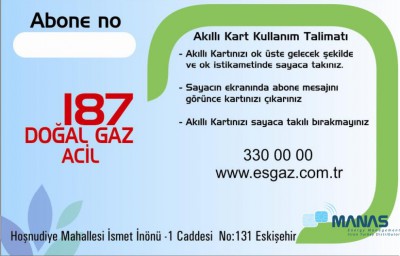 Abone no
187
DOĞAL GAZ
ACİL
Akıllı Kart Kullanım Talimatı
- Akıllı Kartınızı ok üste gelecek şekilde
ve ok istikametinde sayaca takınız.
- Sayacın ekranında abone mesajını
görünce kartınızı çıkarınız
- Akıllı Kartınızı sayaca takılı bırakmayınız
330 00 00
www.esgaz.com.tr
MANAS
Energy Management
Hoşnudiye Mahallesi İsmet İnönü -1 Caddesi No:131 Eskişehir